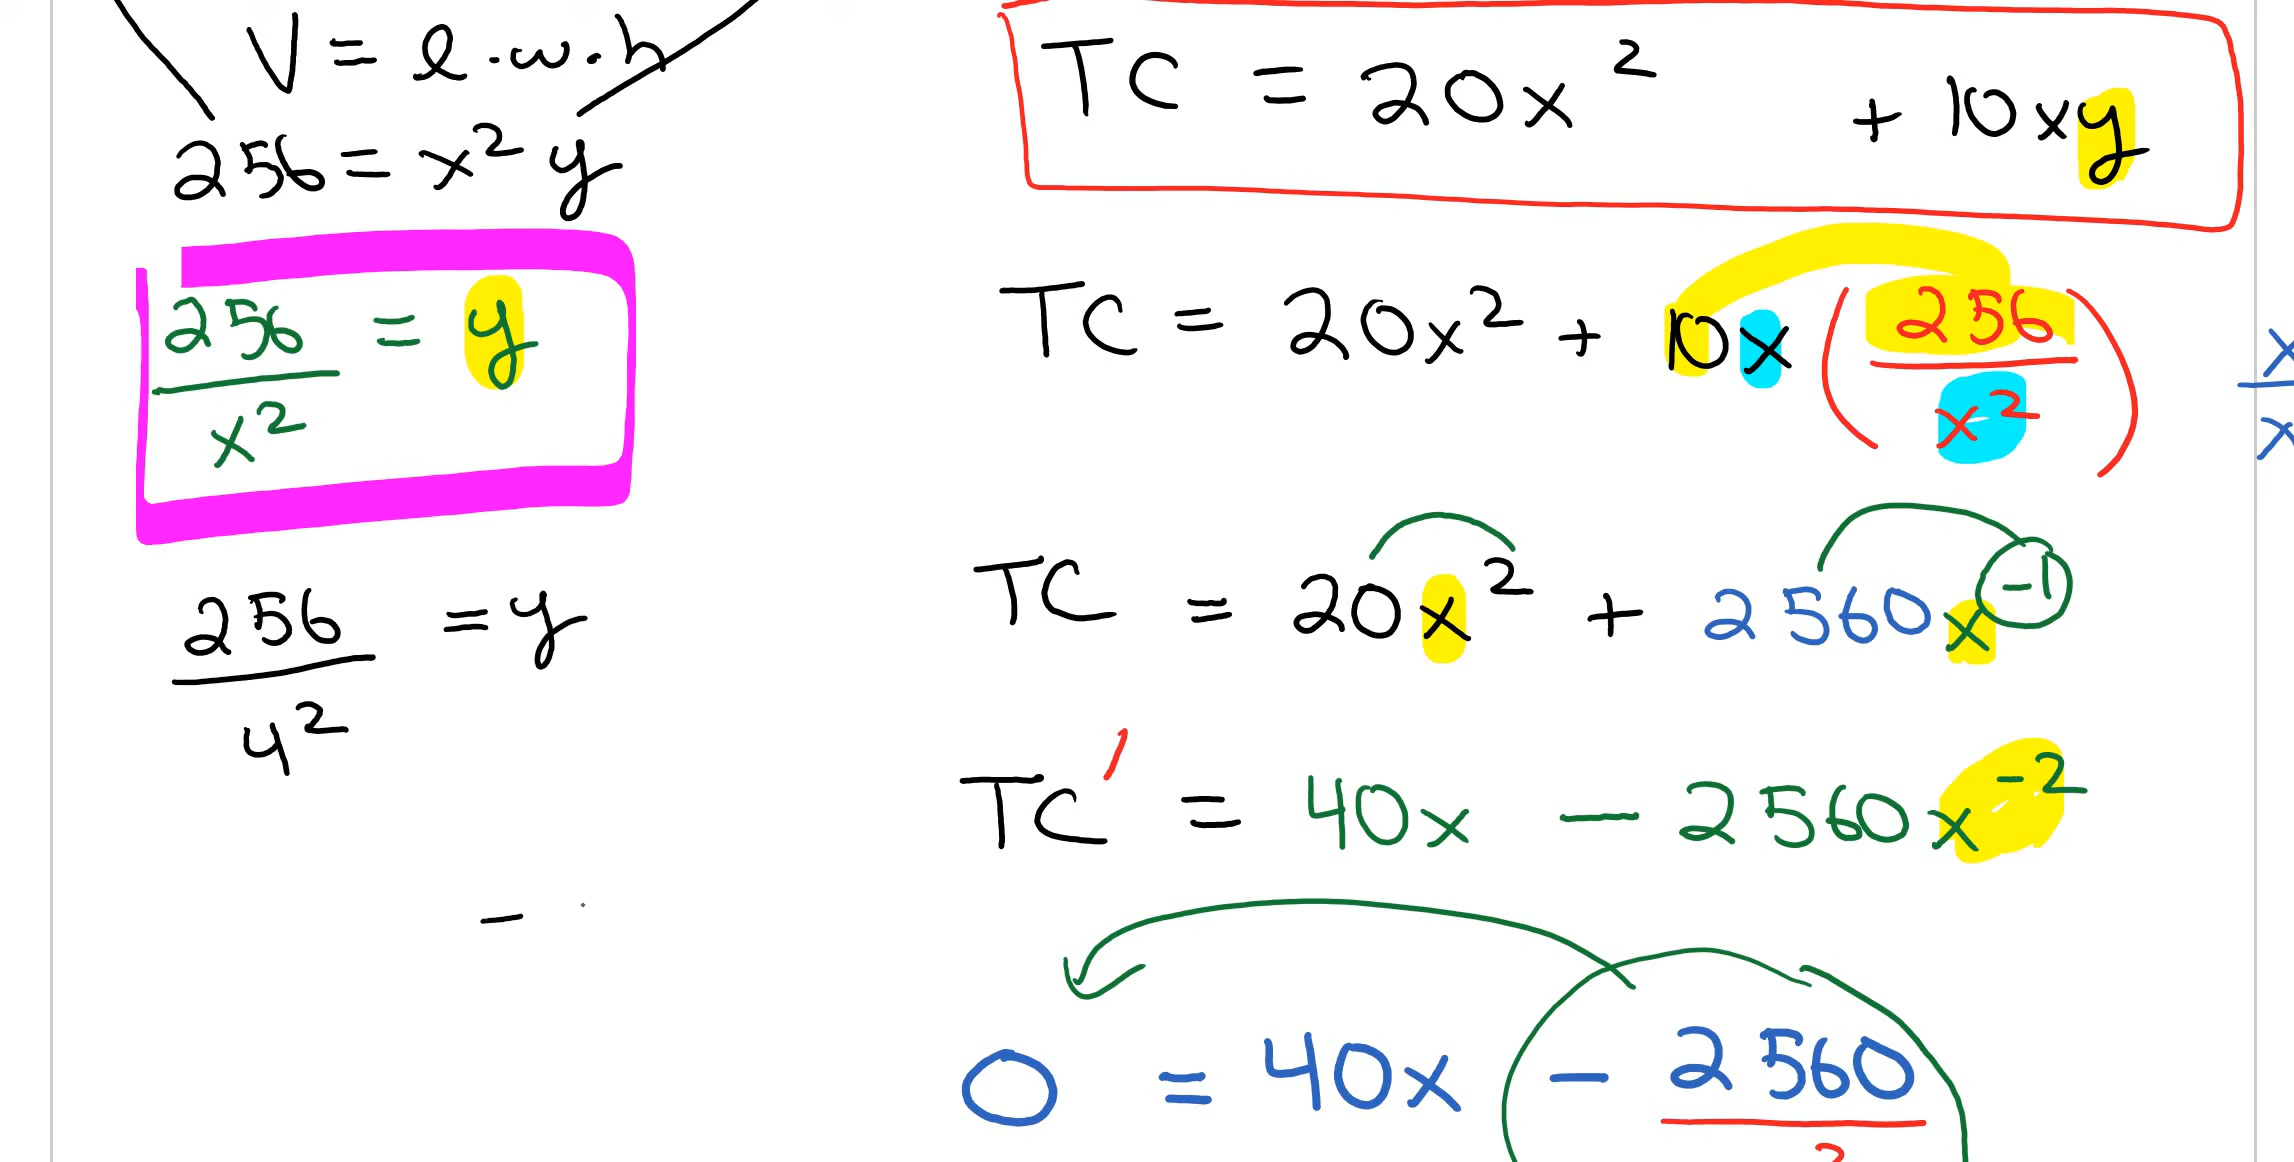 V = l · w · h
256 = x² y
256/x² = y
256/4² = y
–
TC = 20x² + 10xy
TC = 20x² + 10x (256/x²)
TC = 20x² + 2560x⁻¹
TC' = 40x – 2560x⁻²
0 = 40x – 2560